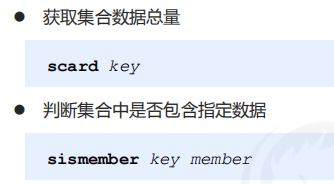 ● 获取集合数据总量
scard key
● 判断集合中是否包含指定数据
sismember key member